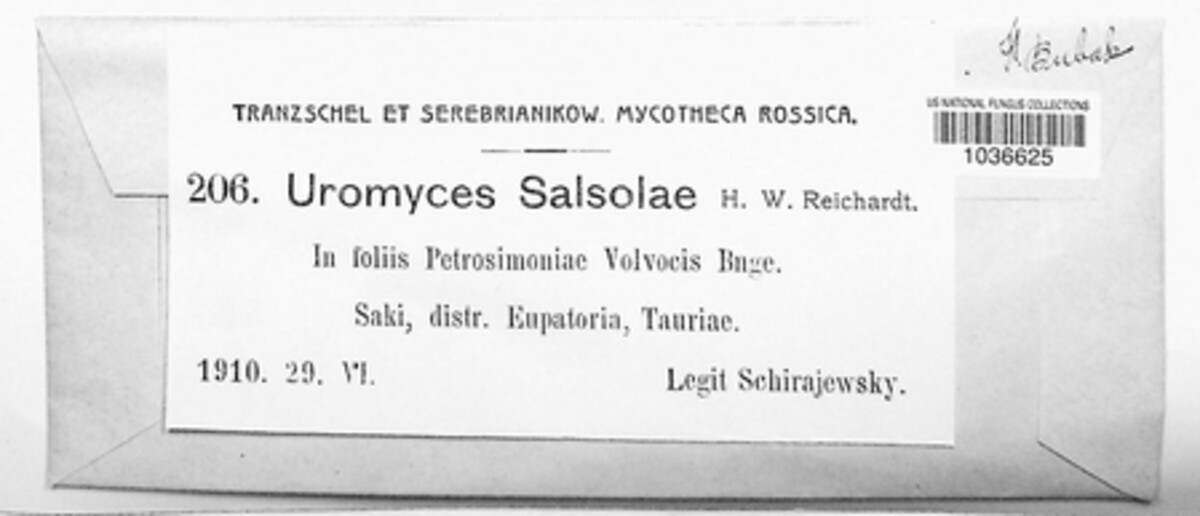 Bubak
US NATIONAL FUNGUS COLLECTIONS
1036625
TRANZSCHEL ET SEREBRIANIKOW. MYCOTHECA ROSSICA.
206. Uromyces Salsolae H. W. Reichardt.
In foliis Petrosimoniae Volvocis Bnge.
Saki, distr. Eupatoria, Tauriae.
1910. 29. VI.
Legit Schirajewsky.